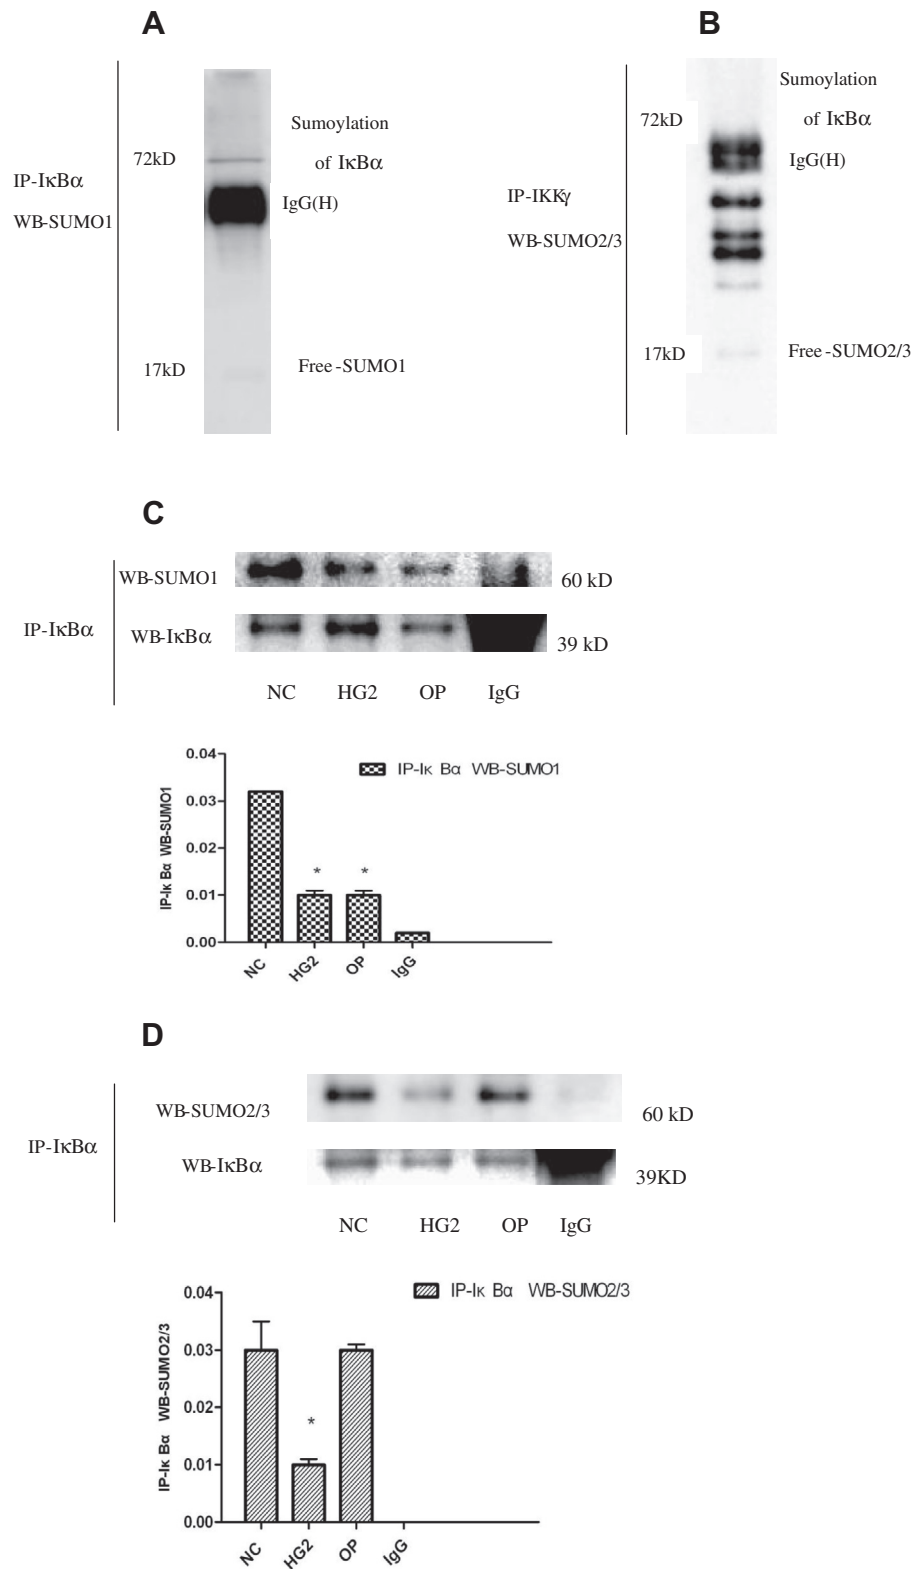 A
IP-IκBα
WB-SUMO1
72kD
17kD
Sumoylation
of IκBα
IgG(H)
Free-SUMO1
B
IP-IKKγ
WB-SUMO2/3
72kD
17kD
Sumoylation
of IκBα
IgG(H)
Free-SUMO2/3
C
IP-IκBα
WB-SUMO1
60 kD
WB-IκBα
39 kD
NC HG2 OP IgG
IP-Iκ Bα WB-SUMO1
IP-Iκ Bα WB-SUMO1
0.04
0.03
0.02
0.01
0.00
* *
NC HG2 OP IgG
D
IP-IκBα
WB-SUMO2/3
60 kD
WB-IκBα
39KD
NC HG2 OP IgG
IP-Iκ Bα WB-SUMO2/3
IP-Iκ Bα WB-SUMO2/3
0.04
0.03
0.02
0.01
0.00
*
NC HG2 OP IgG